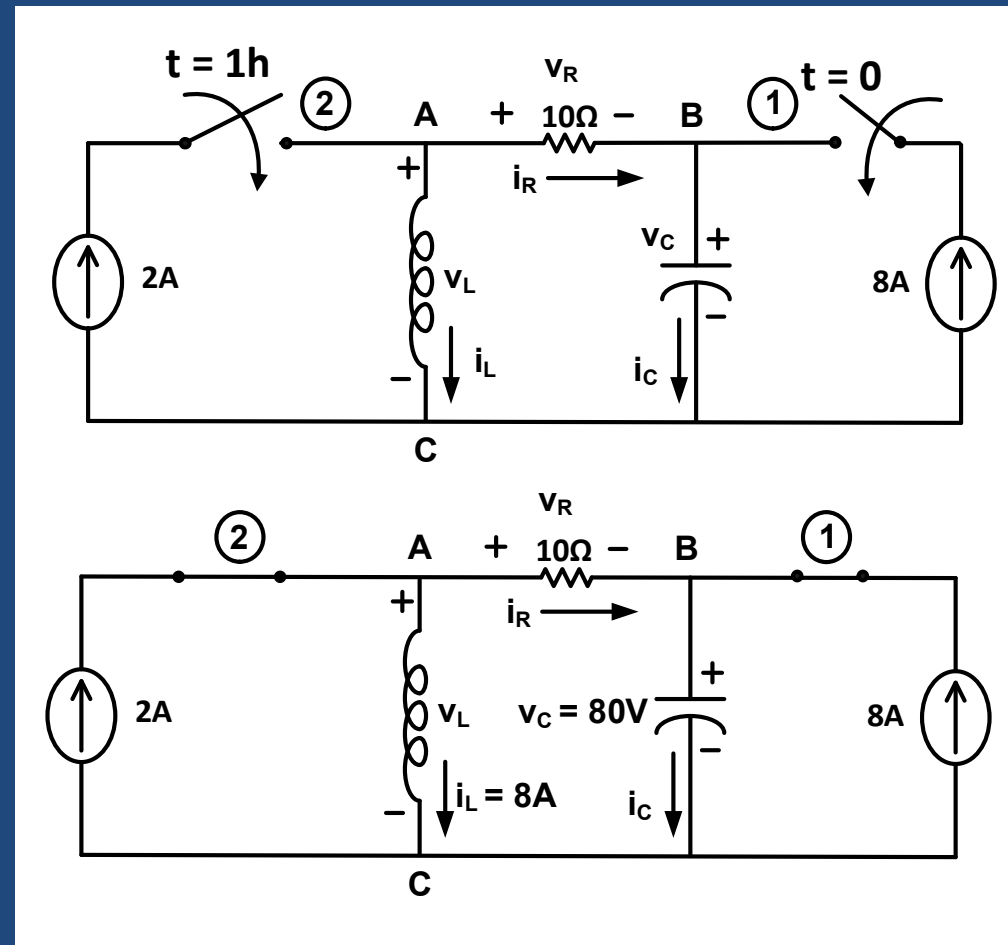 t = 1h
2
A
+
vR
10Ω
−
B
1
t = 0
iR
+
vL
−
iL
2A
vC
+
−
iC
8A
C
2
A
+
vR
10Ω
−
B
1
iR
+
vL
−
iL = 8A
2A
vC = 80V
+
−
iC
8A
C